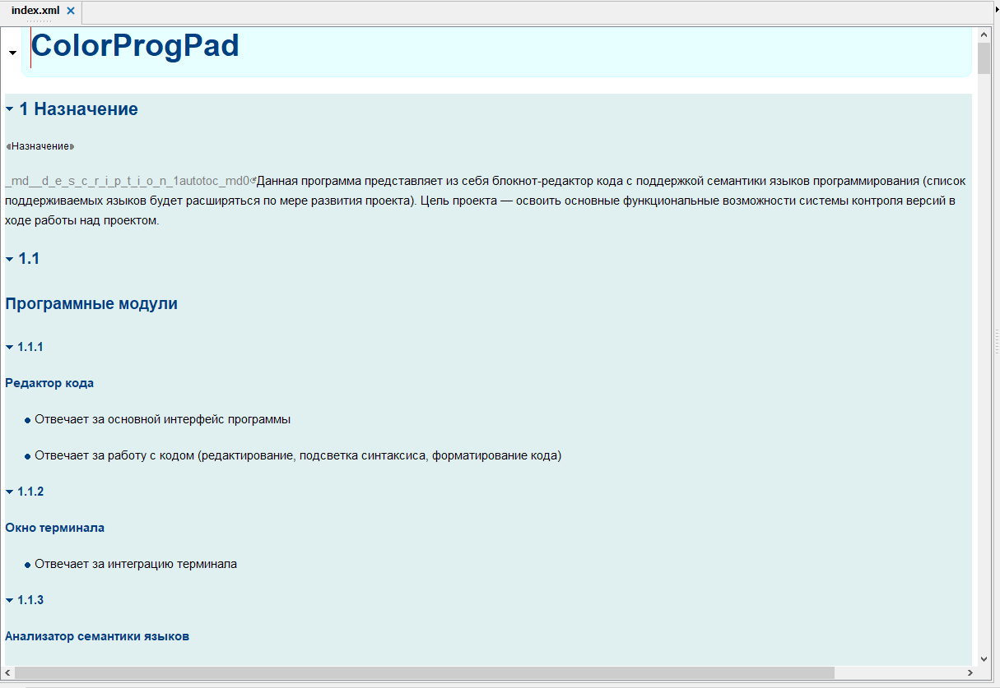 index.xml
ColorProgPad
1 Назначение
Назначение
_md__d_e_s_c_r_i_p_t_i_o_n_1autotoc_md0Данная программа представляет из себя блокнот-редактор кода с поддержкой семантики языков программирования (список
поддерживаемых языков будет расширяться по мере развития проекта). Цель проекта — освоить основные функциональные возможности системы контроля версий в
ходе работы над проектом.
1.1
Программные модули
1.1.1
Редактор кода
Отвечает за основной интерфейс программы
Отвечает за работу с кодом (редактирование, подсветка синтаксиса, форматирование кода)
1.1.2
Окно терминала
Отвечает за интеграцию терминала
1.1.3
Анализатор семантики языков